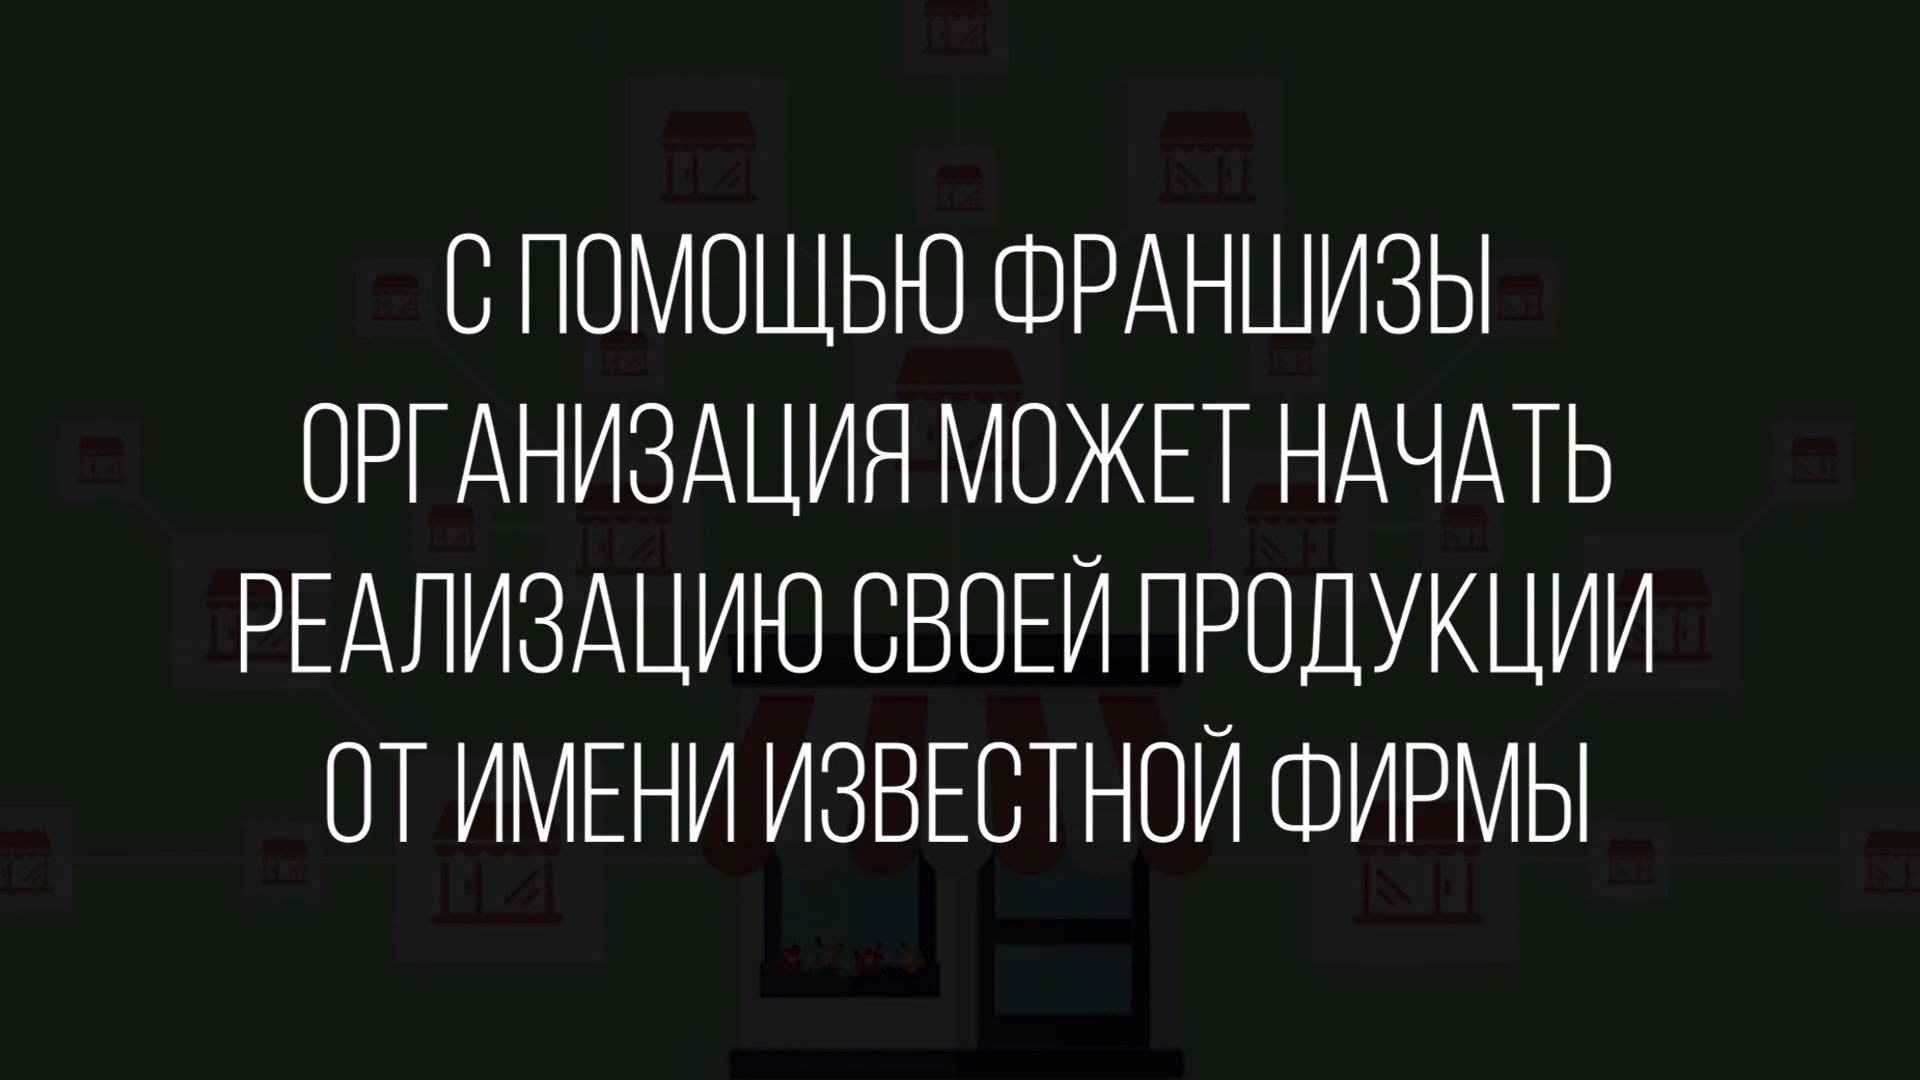 С ПОМОЩЬЮ ФРАНШИЗЫ
ОРГАНИЗАЦИЯ МОЖЕТ НАЧАТЬ
РЕАЛИЗАЦИЮ СВОЕЙ ПРОДУКЦИИ
ОТ ИМЕНИ ИЗВЕСТНОЙ ФИРМЫ